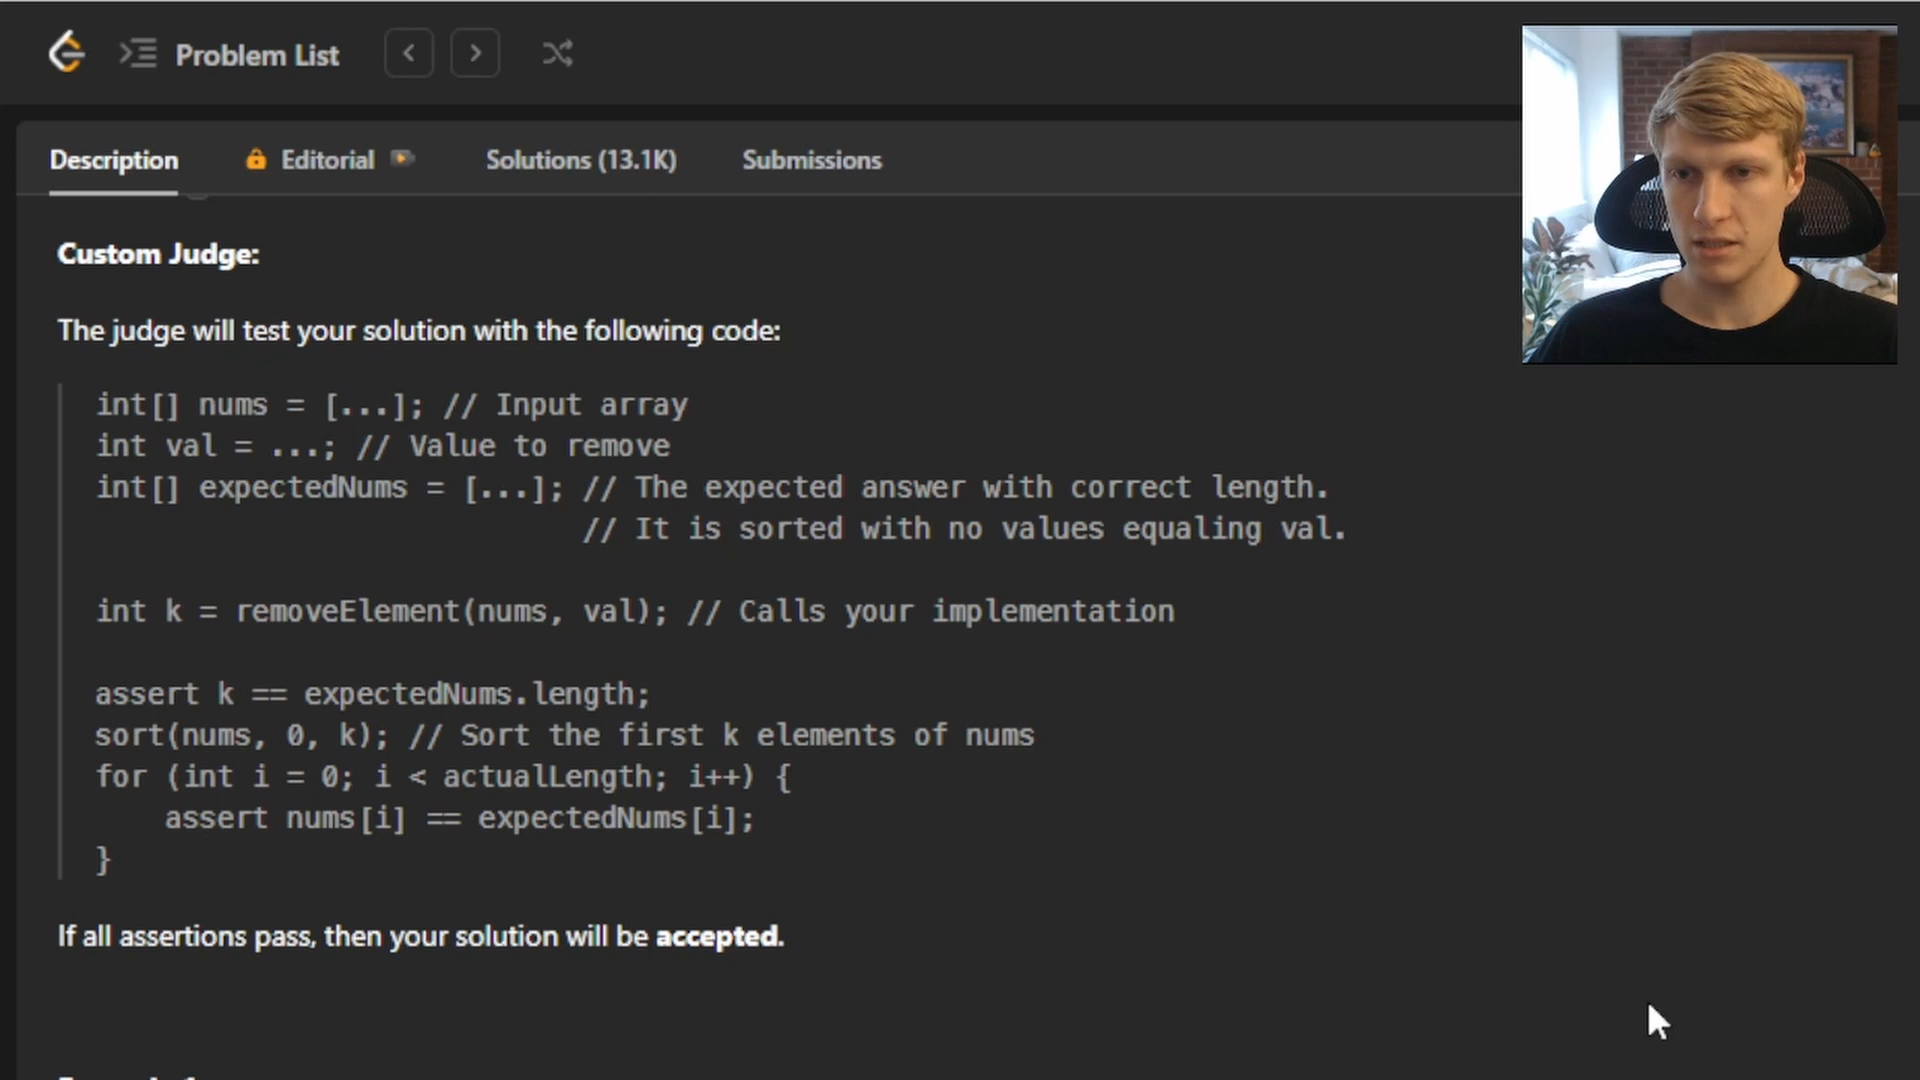 Problem List
Description Editorial Solutions (13.1K) Submissions
Custom Judge:
The judge will test your solution with the following code:
int[] nums = [...]; // Input array
int val = ...; // Value to remove
int[] expectedNums = [...]; // The expected answer with correct length.
// It is sorted with no values equaling val.
int k = removeElement(nums, val); // Calls your implementation
assert k == expectedNums.length;
sort(nums, 0, k); // Sort the first k elements of nums
for (int i = 0; i < actualLength; i++) {
assert nums[i] == expectedNums[i];
}
If all assertions pass, then your solution will be accepted.